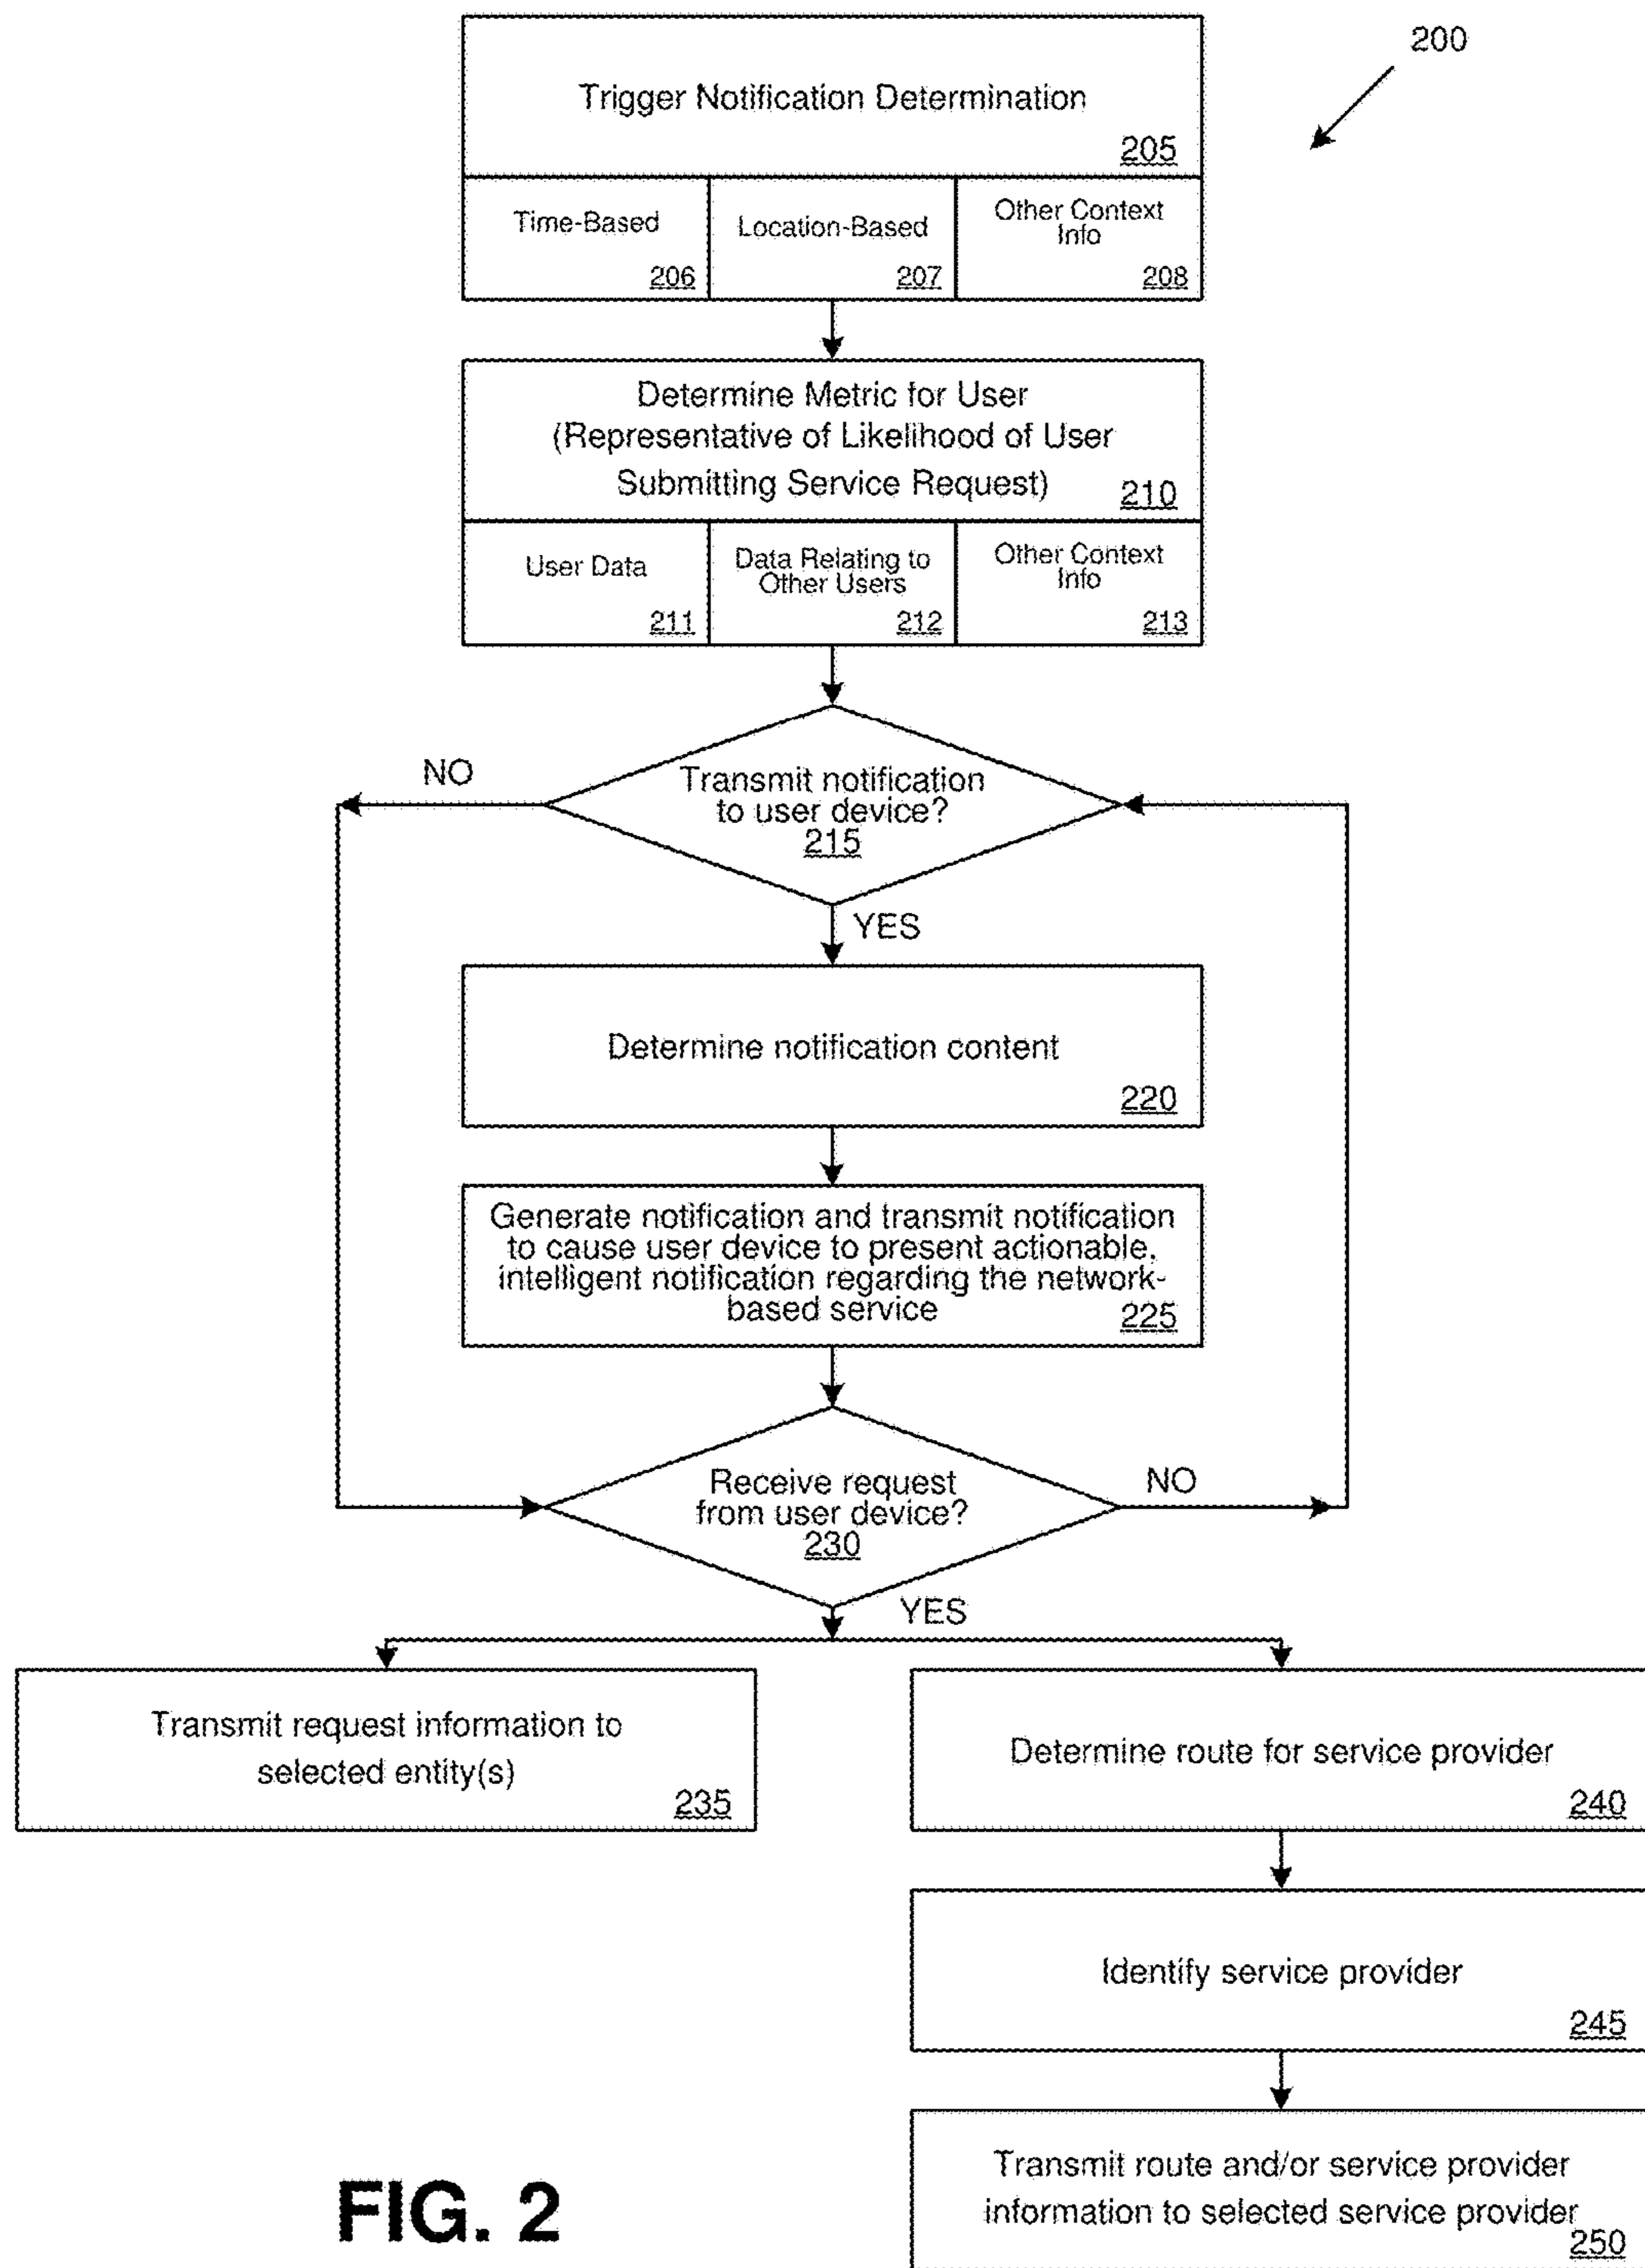 200
Trigger Notification Determination
205
Time-Based
206
Location-Based
207
Other Context
Info
208
Determine Metric for User
(Representative of Likelihood of User
Submitting Service Request)
210
User Data
211
Data Relating to
Other Users
212
Other Context
Info
213
NO
Transmit notification
to user device?
215
YES
Determine notification content
220
Generate notification and transmit notification
to cause user device to present actionable,
intelligent notification regarding the network-
based service
225
Receive request
from user device?
230
NO
YES
Transmit request information to
selected entity(s)
235
Determine route for service provider
240
Identify service provider
245
Transmit route and/or service provider
information to selected service provider
250
FIG. 2